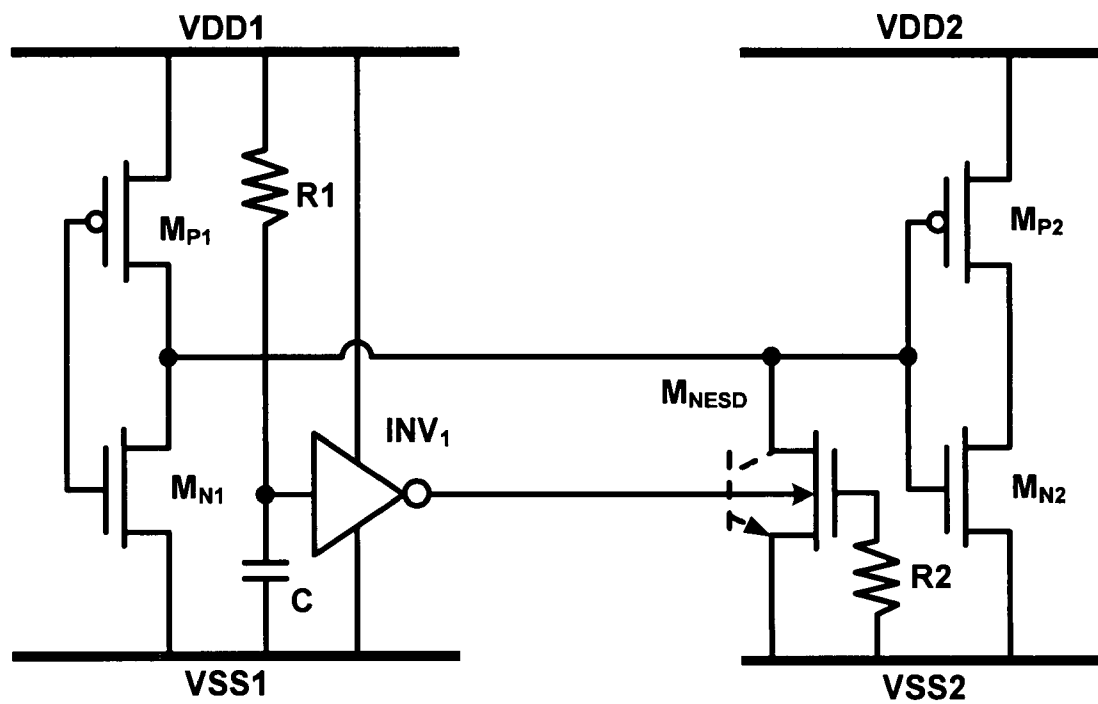 VDD1
VDD2
R1
MP1
MP2
MNESD
INV1
MN1
MN2
R2
C
VSS1
VSS2